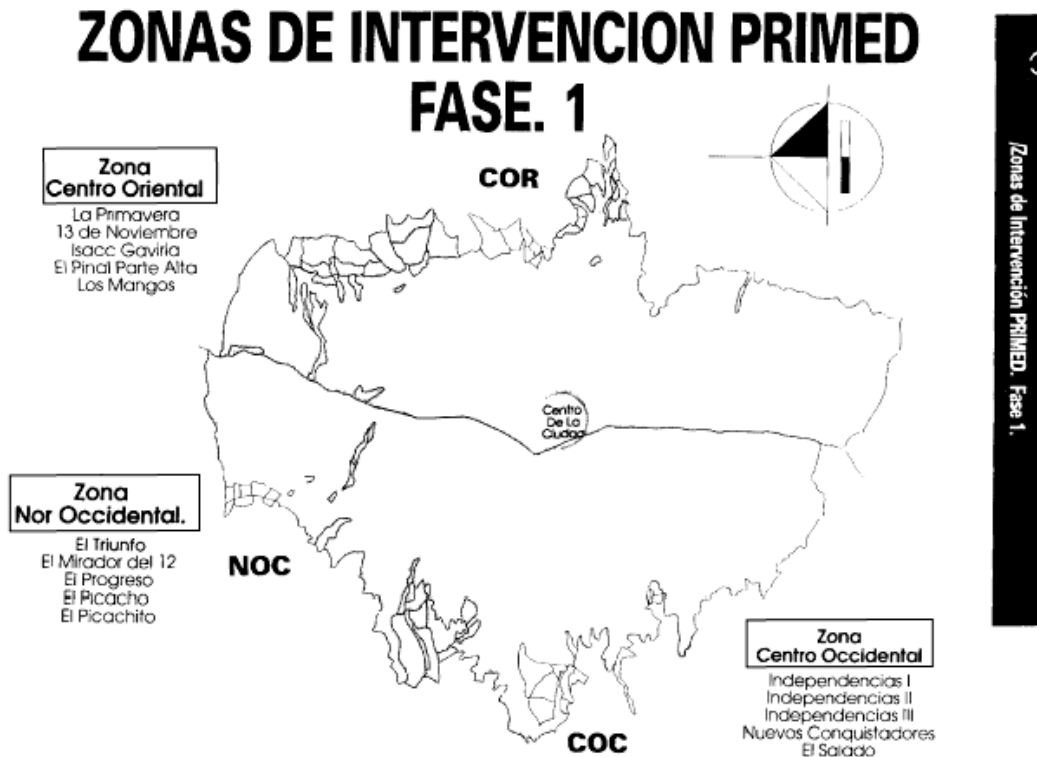 ZONAS DE INTERVENCION PRIMED
FASE. 1
Zona
Centro Oriental
La Primavera
13 de Noviembre
Isacc Gaviria
El Pinal Parte Alta
Los Mangos
COR
Centro
De La
Ciudad
Zona
Nor Occidental.
El Triunfo
El Mirador del 12
El Progreso
El Picacho
El Picachito
NOC
Zona
Centro Occidental
Independencias I
Independencias II
Independencias III
Nuevos Conquistadores
El Salado
COC
/Zonas de Intervención PRIMED. Fase 1.